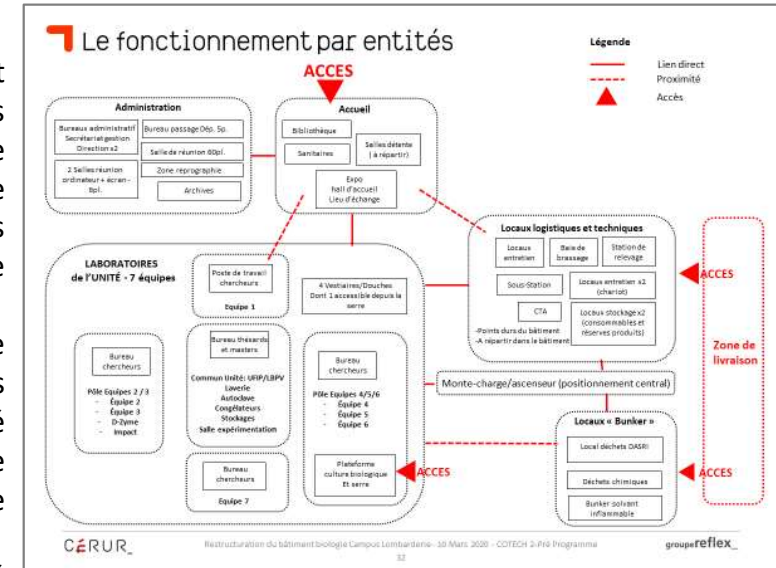 Le fonctionnement par entités
Légende
Lien direct
Proximité
Accès
ACCES
Administration
Bureaux administratif
Secrétariat gestion
Direction x2
Bureau passage Dép. 5p.
Salle de réunion 60pl.
2 Salles réunion
ordinateur + écran -
8pl.
Zone reprographie
Archives
Accueil
Bibliothèque
Sanitaires
Salles détente
( à répartir)
Expo
hall d'accueil
Lieu d'échange
LABORATOIRES
de l'UNITÉ - 7 équipes
Poste de travail
chercheurs
Equipe 1
4 Vestiaires/Douches
Dont 1 accessible depuis la
serre
Bureau
chercheurs
Pôle Equipes 2 / 3
- Équipe 2
- Équipe 3
- D-Zyme
- Impact
Bureau thésards
et masters
Commun Unité: UFIP/LBPV
Laverie
Autoclave
Congélateurs
Stockages
Salle expérimentation
Bureau
chercheurs
Pôle Equipes 4/5/6
- Équipe 4
- Équipe 5
- Équipe 6
Plateforme
culture biologique
Et serre
ACCES
Bureau
chercheurs
Equipe 7
Locaux logistiques et techniques
Locaux
entretien
Baie de
brassage
Station de
relevage
Sous-Station
Locaux entretien x2
(chariot)
CTA
Locaux stockage x2
(consommables et
réserves produits)
-Points durs du bâtiment
-A répartir dans le bâtiment
ACCES
Zone de
livraison
Monte-charge/ascenseur (positionnement central)
Locaux « Bunker »
Local déchets DASRI
Déchets chimiques
Bunker solvant
inflammable
ACCES
CÉRUR_
Restructuration du bâtiment biologie Campus Lombarderie- 10 Mars 2020 - COTECH 2-Pré Programme
32
groupereflex_